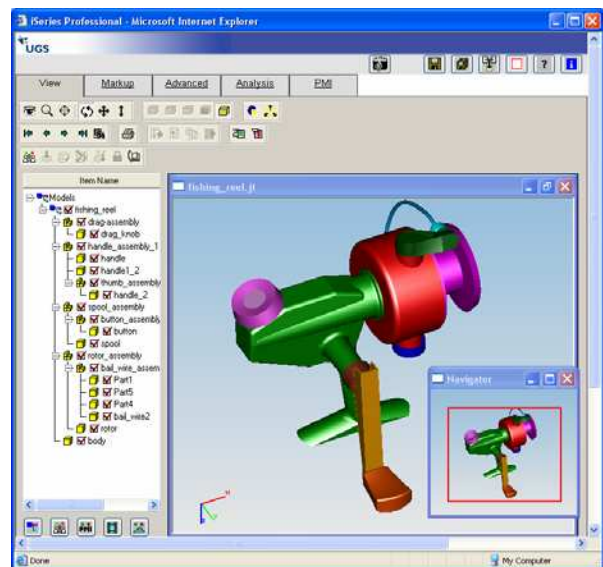 iSeries Professional - Microsoft Internet Explorer
UGS
View Markup Advanced Analysis PMI
Item Name
fishing_reel.jt
Models
fishing_reel
drag-assembly
drag_knob
handle_assembly_1
handle
handle1_2
thumb_assembly
handle_2
spool_assembly
button_assembly
button
spool
rotor_assembly
bail_wire_assem
Part1
Part5
Part4
bail_wire2
rotor
body
Navigator
PMI
Done
My Computer